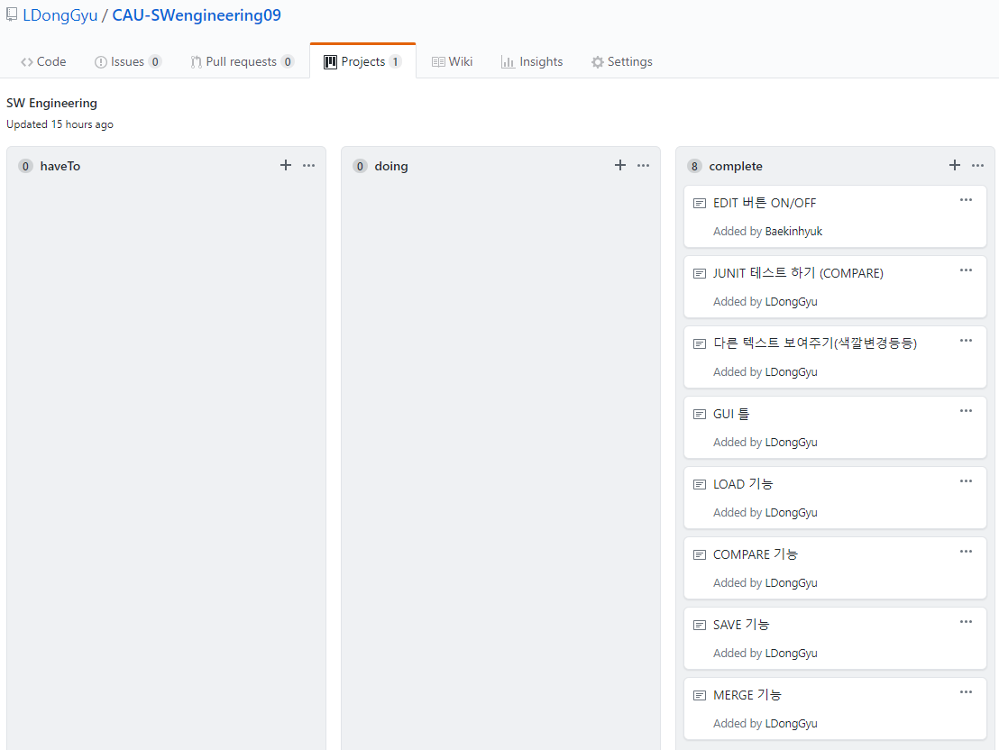 LDongGyu / CAU-SWengineering09
Code Issues 0 Pull requests 0 Projects 1 Wiki Insights Settings
SW Engineering
Updated 15 hours ago
0 haveTo
0 doing
8 complete
EDIT 버튼 ON/OFF
Added by Baekinhyuk
JUNIT 테스트 하기 (COMPARE)
Added by LDongGyu
다른 텍스트 보여주기(색깔변경등등)
Added by LDongGyu
GUI 틀
Added by LDongGyu
LOAD 기능
Added by LDongGyu
COMPARE 기능
Added by LDongGyu
SAVE 기능
Added by LDongGyu
MERGE 기능
Added by LDongGyu